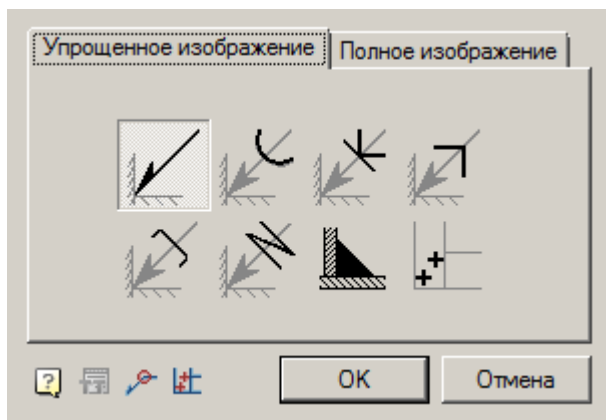 Упрощенное изображение
Полное изображение
OK
Отмена